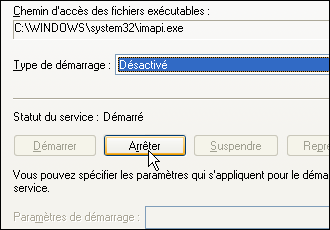 Chemin d'accès des fichiers exécutables :
C:\WINDOWS\system32\imapi.exe
Type de démarrage : Désactivé
Statut du service : Démarré
Démarrer Arrêter Suspendre Repre
Vous pouvez spécifier les paramètres qui s'appliquent pour le déma
service.
Paramètres de démarrage :